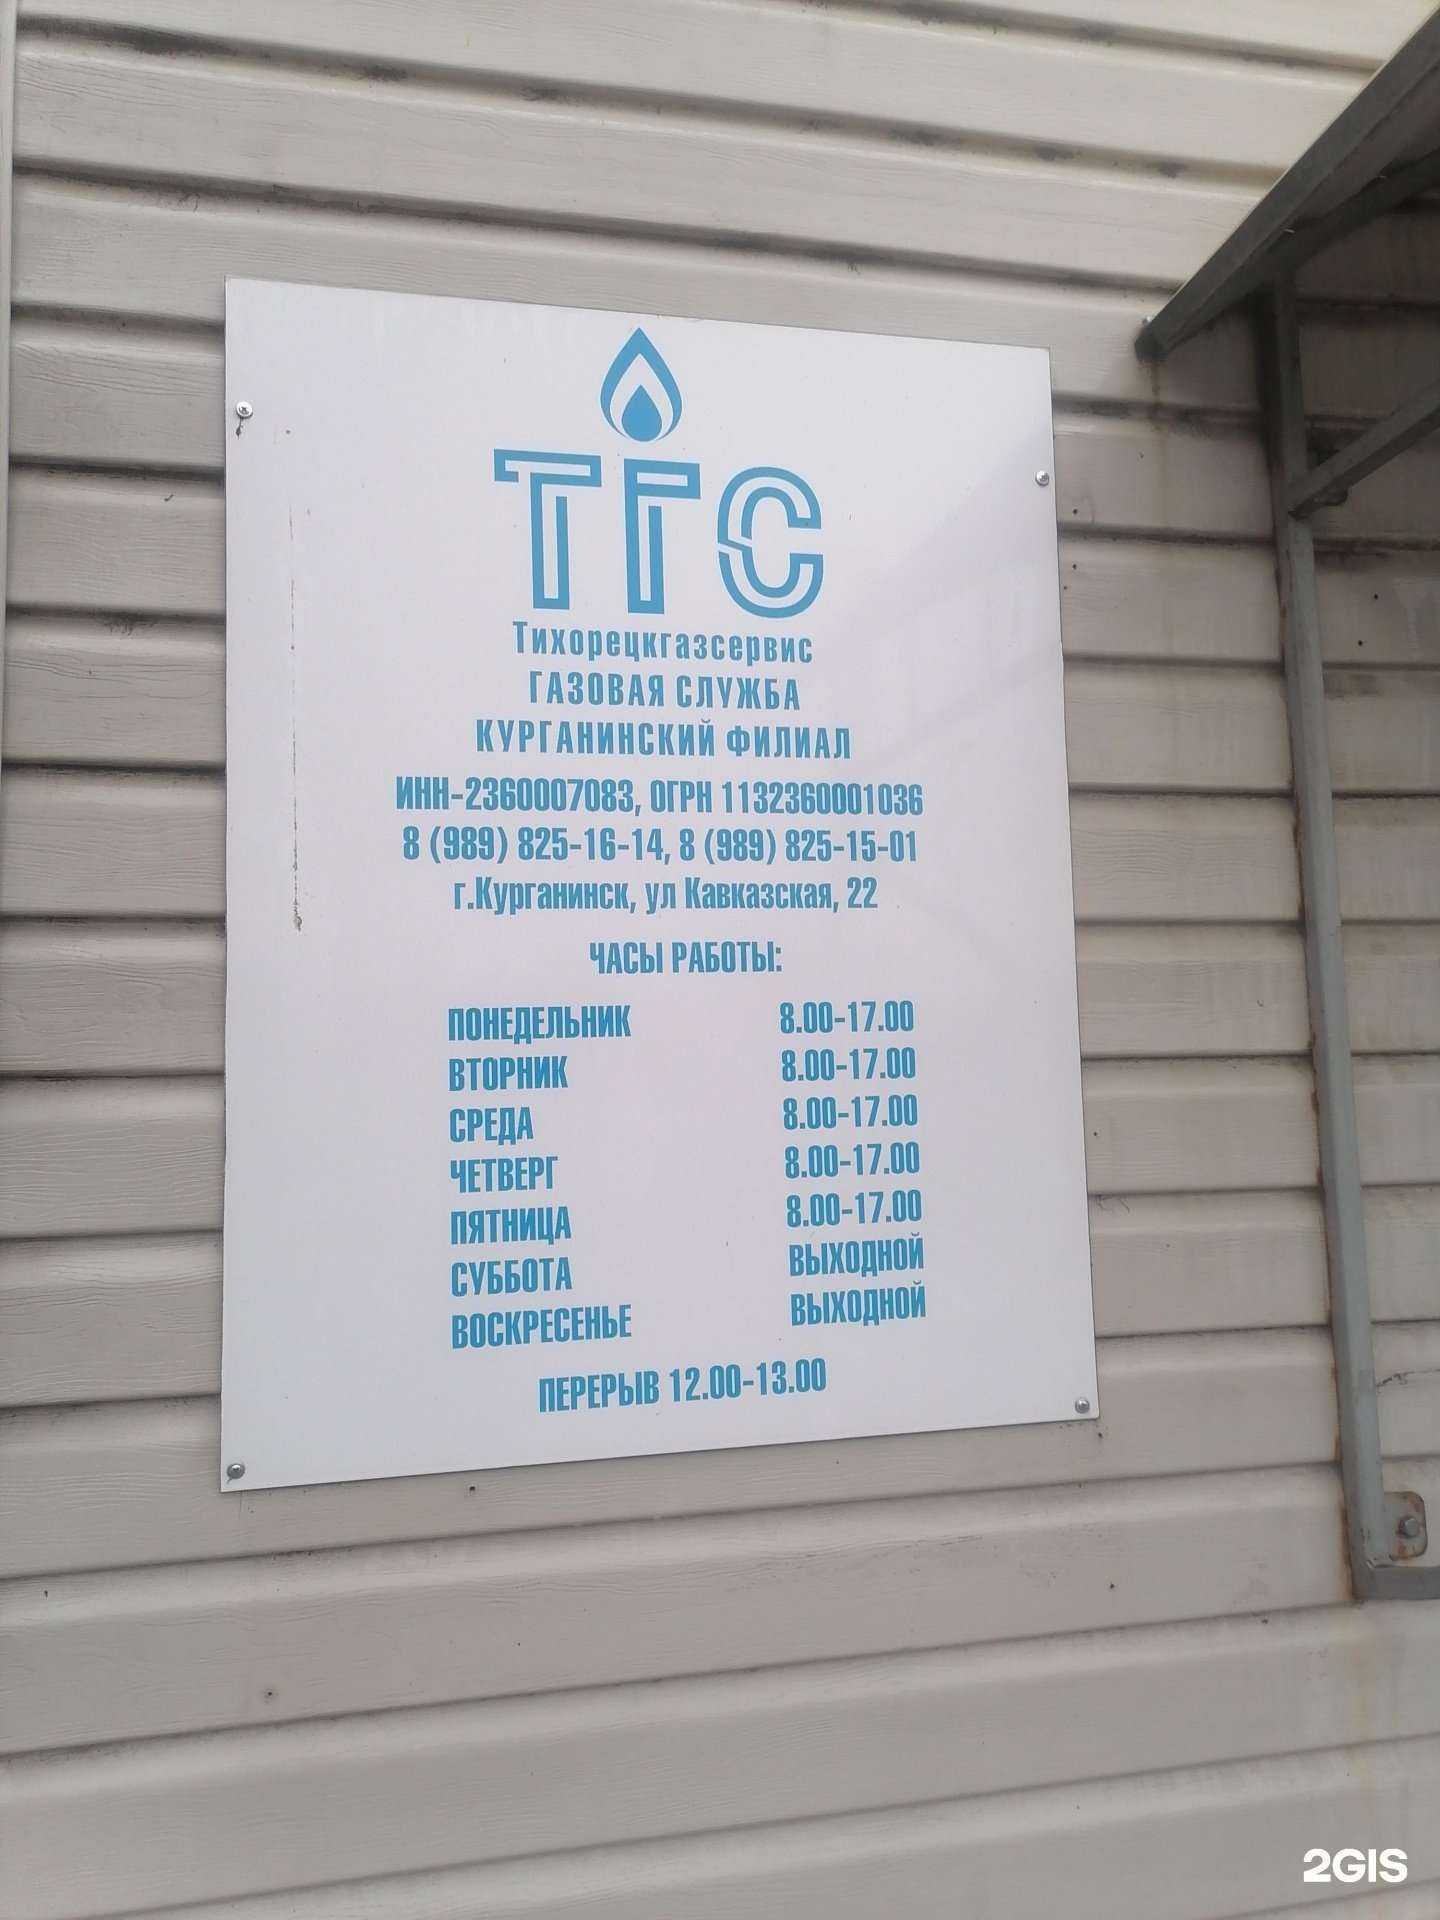 ТГС
Тихорецкгазсервис
ГАЗОВАЯ СЛУЖБА
КУРГАНИНСКИЙ ФИЛИАЛ
ИНН-2360007083, ОГРН 1132360001036
8 (989) 825-16-14, 8 (989) 825-15-01
г.Курганинск, ул Кавказская, 22
ЧАСЫ РАБОТЫ:
ПОНЕДЕЛЬНИК 8.00-17.00
ВТОРНИК 8.00-17.00
СРЕДА 8.00-17.00
ЧЕТВЕРГ 8.00-17.00
ПЯТНИЦА 8.00-17.00
СУББОТА ВЫХОДНОЙ
ВОСКРЕСЕНЬЕ ВЫХОДНОЙ
ПЕРЕРЫВ 12.00-13.00
2GIS